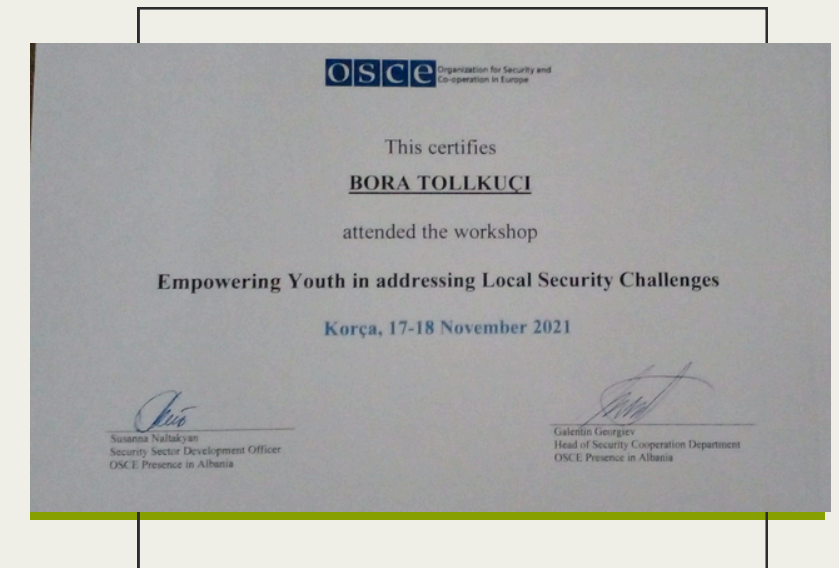 OSCE Organization for Security and
Co-operation in Europe
This certifies
BORA TOLLKUÇI
attended the workshop
Empowering Youth in addressing Local Security Challenges
Korça, 17-18 November 2021
Susanna Naltakyan
Security Sector Development Officer
OSCE Presence in Albania
Galentin Georgiev
Head of Security Cooperation Department
OSCE Presence in Albania